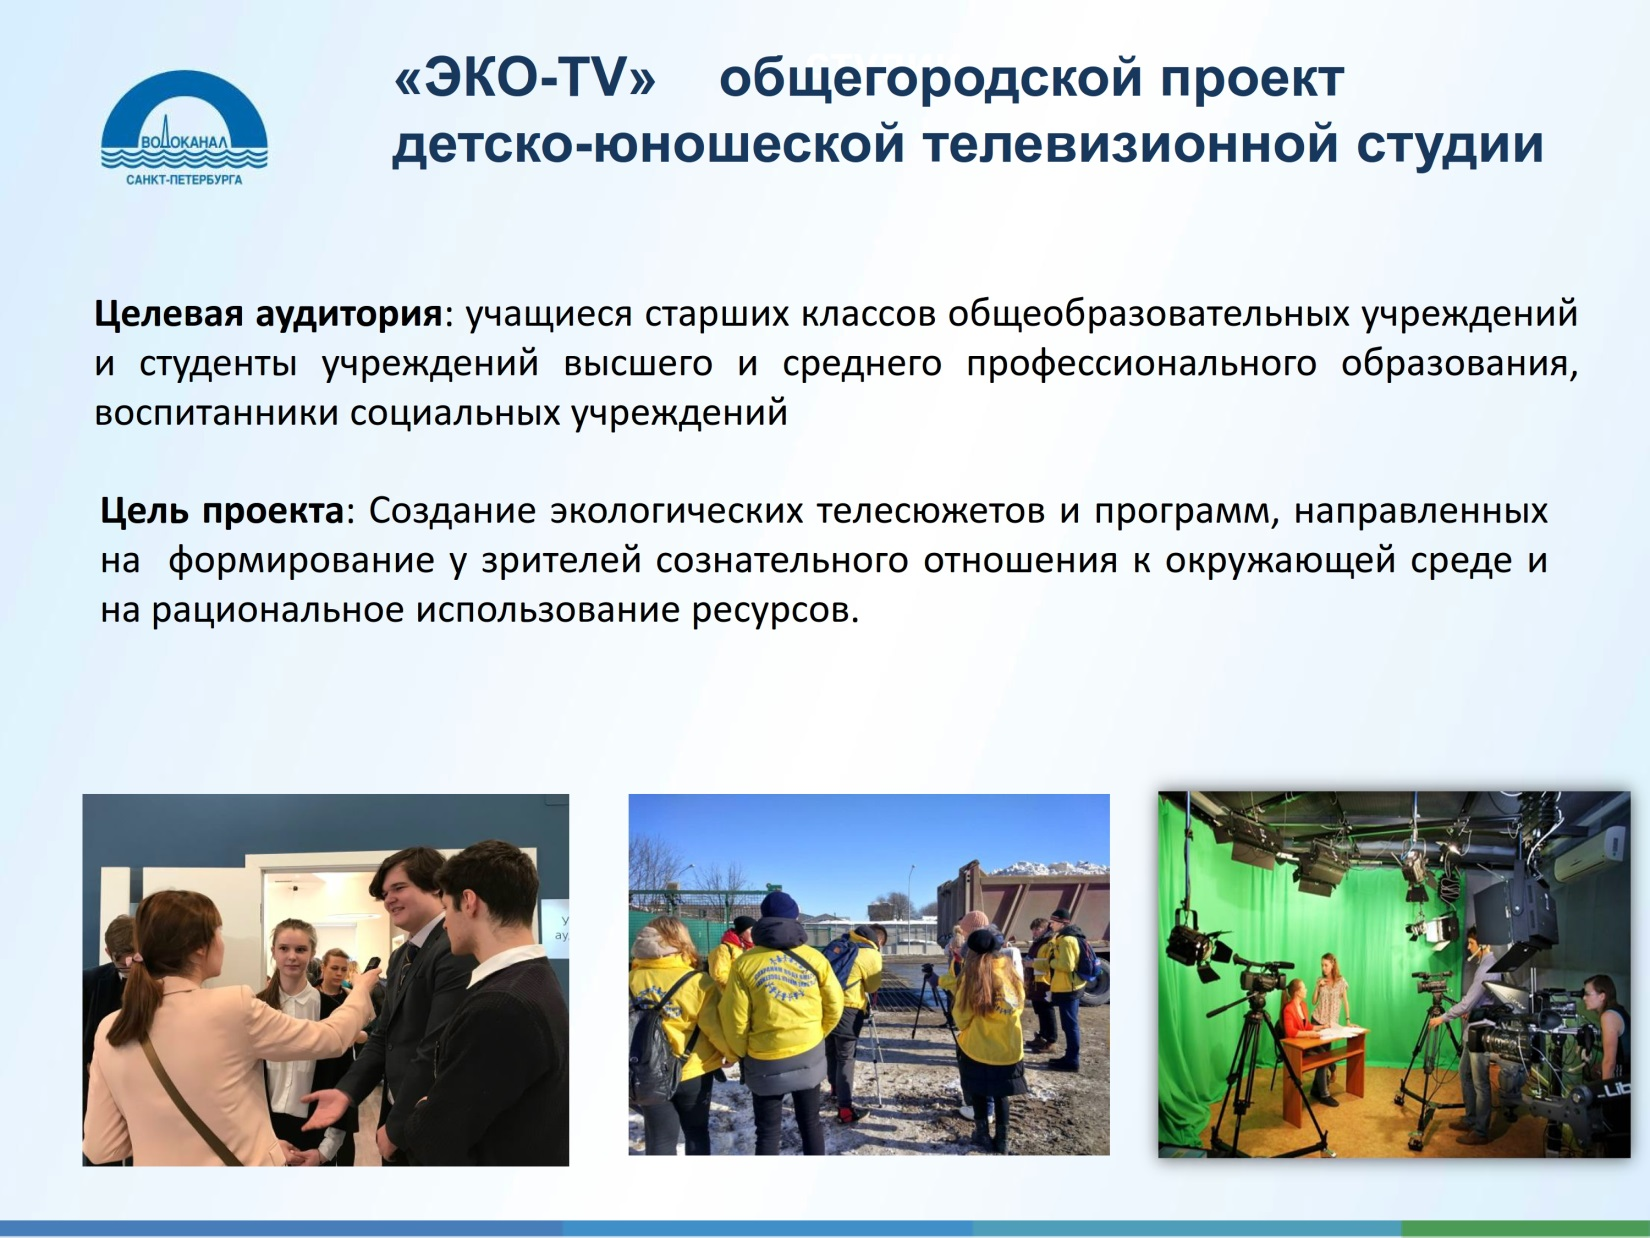 «ЭКО-TV» общегородской проект
детско-юношеской телевизионной студии
ВОДОКАНАЛ
САНКТ-ПЕТЕРБУРГА
Целевая аудитория: учащиеся старших классов общеобразовательных учреждений
и студенты учреждений высшего и среднего профессионального образования,
воспитанники социальных учреждений
Цель проекта: Создание экологических телесюжетов и программ, направленных
на формирование у зрителей сознательного отношения к окружающей среде и
на рациональное использование ресурсов.